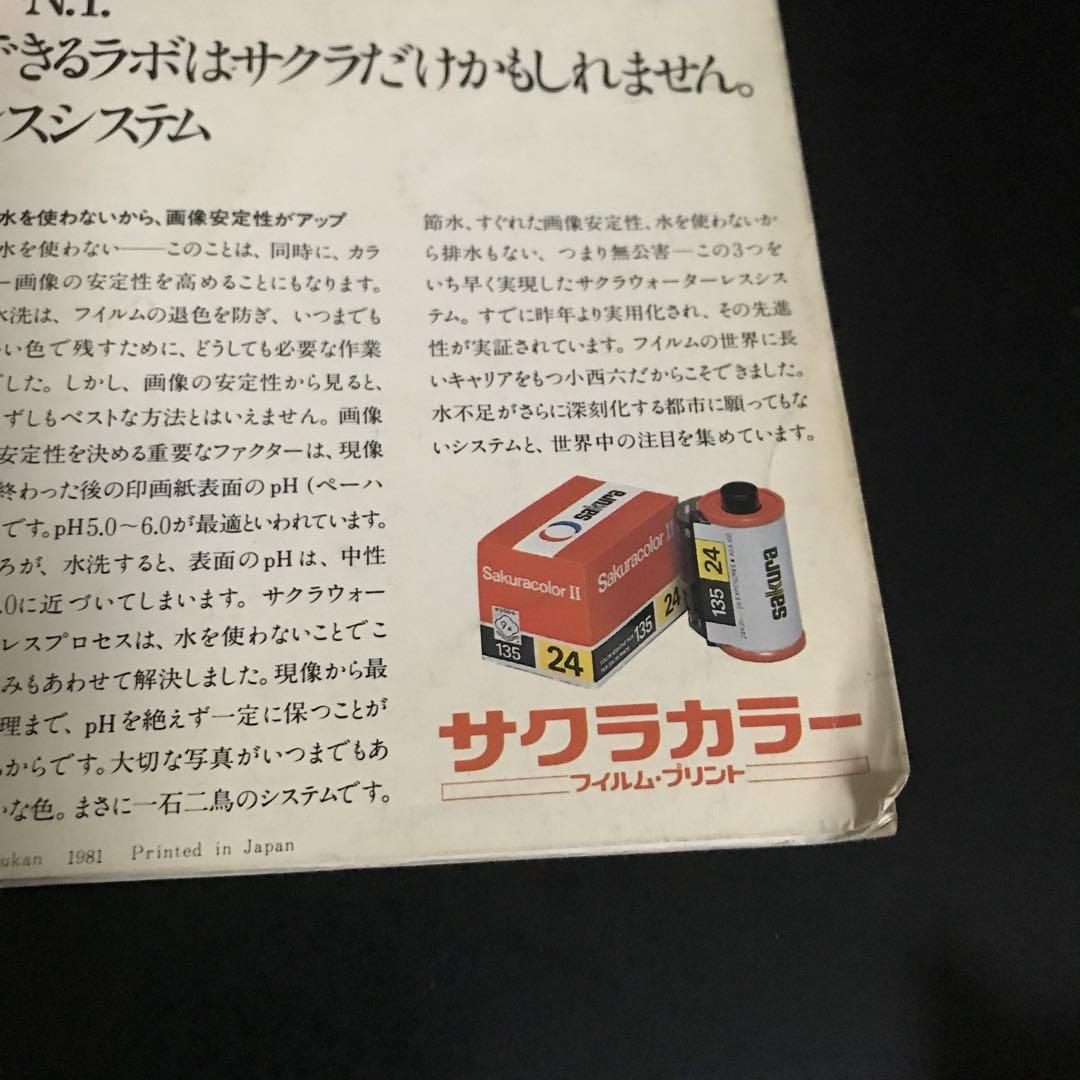 N.Y.
できるラボはサクラだけかもしれません。
スシステム
水を使わないから、画像安定性がアップ
水を使わない——このことは、同時に、カラ
ー画像の安定性を高めることにもなります。
水洗は、フイルムの退色を防ぎ、いつまでも
い色で残すために、どうしても必要な作業
でした。しかし、画像の安定性から見ると、
ずしもベストな方法とはいえません。画像
安定性を決める重要なファクターは、現像
終わった後の印画紙表面のpH(ペーハ
です。pH5.0〜6.0が最適といわれています。
ろが、水洗すると、表面のpHは、中性
.0に近づいてしまいます。サクラウォー
レスプロセスは、水を使わないことでこ
みもあわせて解決しました。現像から最
理まで、pHを絶えず一定に保つことが
るからです。大切な写真がいつまでもあ
かな色。まさに一石二鳥のシステムです。
節水、すぐれた画像安定性、水を使わないか
ら排水もない、つまり無公害—この3つを
いち早く実現したサクラウォーターレスシス
テム。すでに昨年より実用化され、その先進
性が実証されています。フイルムの世界に長
いキャリアをもつ小西六だからこそできました。
水不足がさらに深刻化する都市に願ってもな
いシステムと、世界中の注目を集めています。
sakura
Sakuracolor II
Sakuracolor II
サクラカラー
135
24
135
24
135
24
sakura
サクラカラー
フイルム・プリント
ukan 1981 Printed in Japan